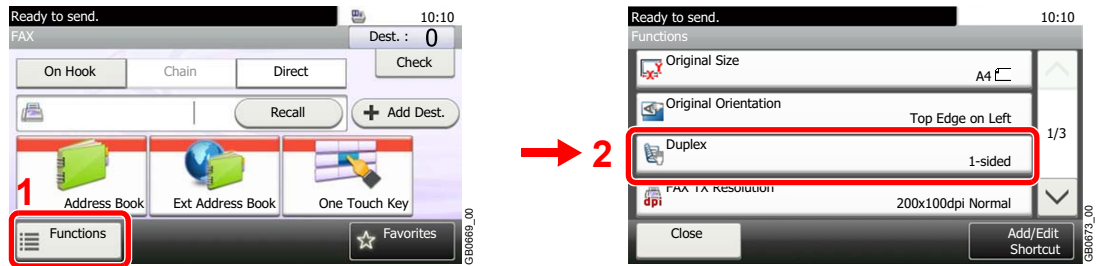 Ready to send.
10:10
FAX
Dest. :
0
On Hook
Chain
Direct
Check
Recall
Add Dest.
1
Address Book
Ext Address Book
One Touch Key
Functions
Favorites
GB0669_00
2
Ready to send.
10:10
Functions
Original Size
A4
Original Orientation
Top Edge on Left
1/3
Duplex
1-sided
FAX TX Resolution
dpi
200x100dpi Normal
Close
Add/Edit
Shortcut
GB0673_00